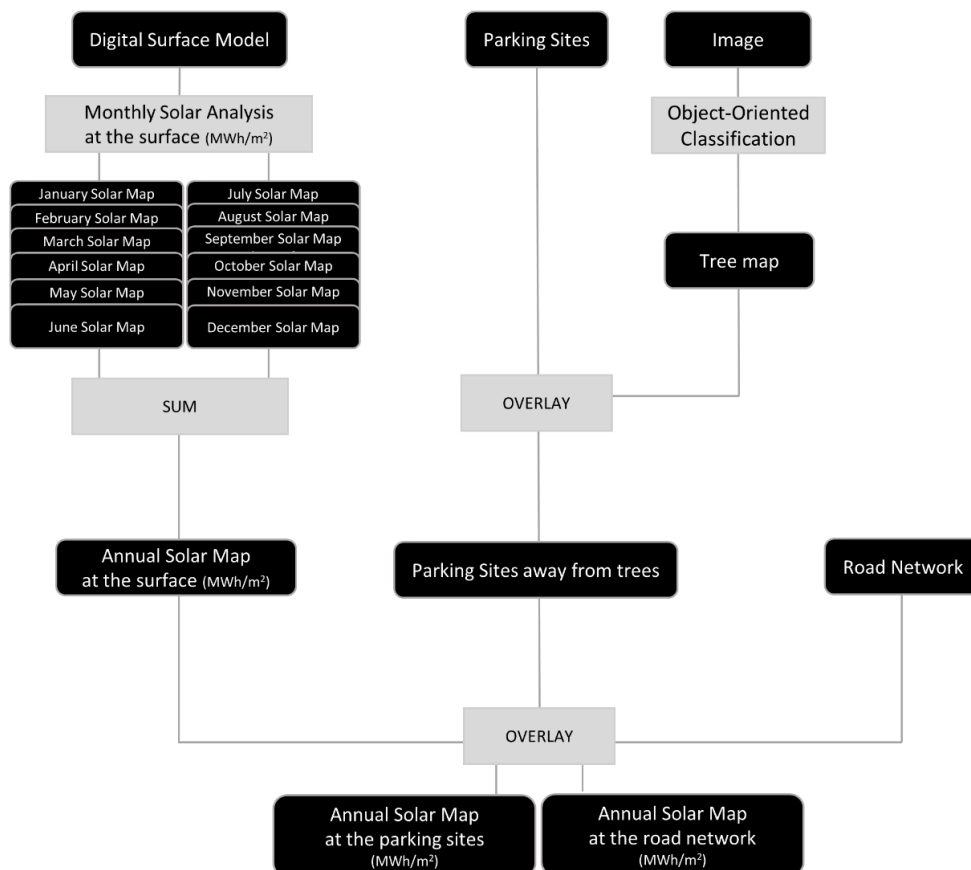 Digital Surface Model
Parking Sites
Image
Monthly Solar Analysis
at the surface (MWh/m²)
Object-Oriented
Classification
January Solar Map
July Solar Map
February Solar Map
August Solar Map
March Solar Map
September Solar Map
April Solar Map
October Solar Map
May Solar Map
November Solar Map
June Solar Map
December Solar Map
Tree map
SUM
OVERLAY
Annual Solar Map
at the surface (MWh/m²)
Parking Sites away from trees
Road Network
OVERLAY
Annual Solar Map
at the parking sites
(MWh/m²)
Annual Solar Map
at the road network
(MWh/m²)